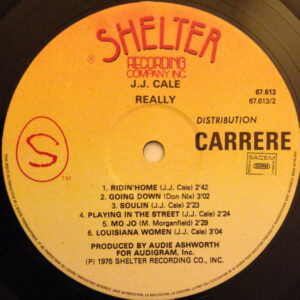 SHELTER
® RECORDING
COMPANY INC
J.J. CALE
REALLY
67.613
67.613/2
DISTRIBUTION
CARRERE
SACEM
S
TM
1. RIDIN'HOME (J.J. Cale) 2'42
2. GOING DOWN (Don Nix) 3'02
3. SOULIN (J.J. Cale) 2'23
4. PLAYING IN THE STREET (J.J. Cale) 2'24
5. MO JO (M. Morganfield) 2'29
6. LOUISIANA WOMEN (J.J. Cale) 2'53
PRODUCED BY AUDIE ASHWORTH
FOR AUDIGRAM, INC.
(P) 1975 SHELTER RECORDING CO., INC.